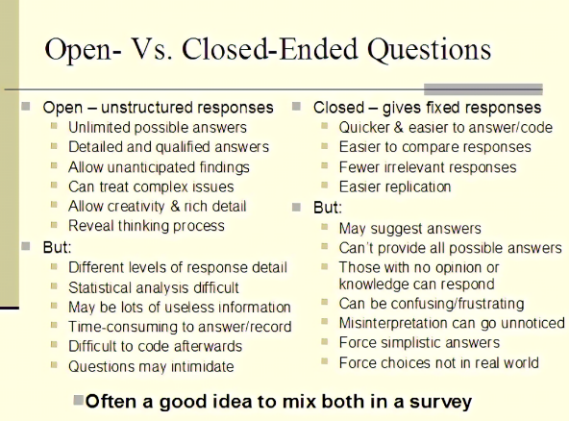 Open- Vs. Closed-Ended Questions
Open – unstructured responses
Unlimited possible answers
Detailed and qualified answers
Allow unanticipated findings
Can treat complex issues
Allow creativity & rich detail
Reveal thinking process
But:
Different levels of response detail
Statistical analysis difficult
May be lots of useless information
Time-consuming to answer/record
Difficult to code afterwards
Questions may intimidate
Closed – gives fixed responses
Quicker & easier to answer/code
Easier to compare responses
Fewer irrelevant responses
Easier replication
But:
May suggest answers
Can't provide all possible answers
Those with no opinion or
knowledge can respond
Can be confusing/frustrating
Misinterpretation can go unnoticed
Force simplistic answers
Force choices not in real world
Often a good idea to mix both in a survey